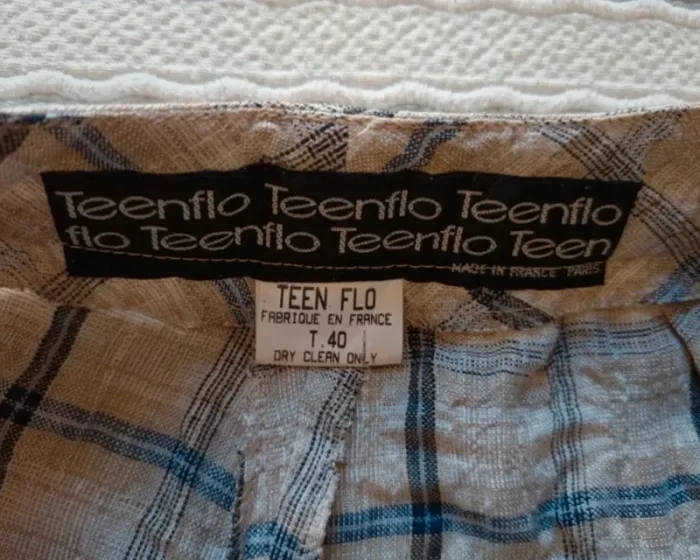 Teenflo Teenflo Teenflo
flo Teenflo Teenflo Teen
MADE IN FRANCE PARIS
TEEN FLO
FABRIQUE EN FRANCE
T.40
DRY CLEAN ONLY